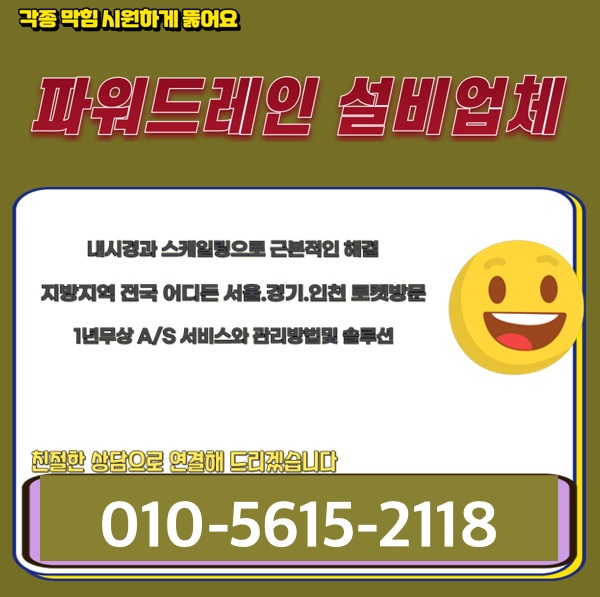 각종 막힘 시원하게 뚫어요
파워드레인 설비업체
내시경과 스케일링으로 근본적인 해결
지방지역 전국 어디든 서울.경기.인천 로켓방문
1년무상 A/S 서비스와 관리방법및 솔루션
친절한 상담으로 연결해 드리겠습니다
010-5615-2118